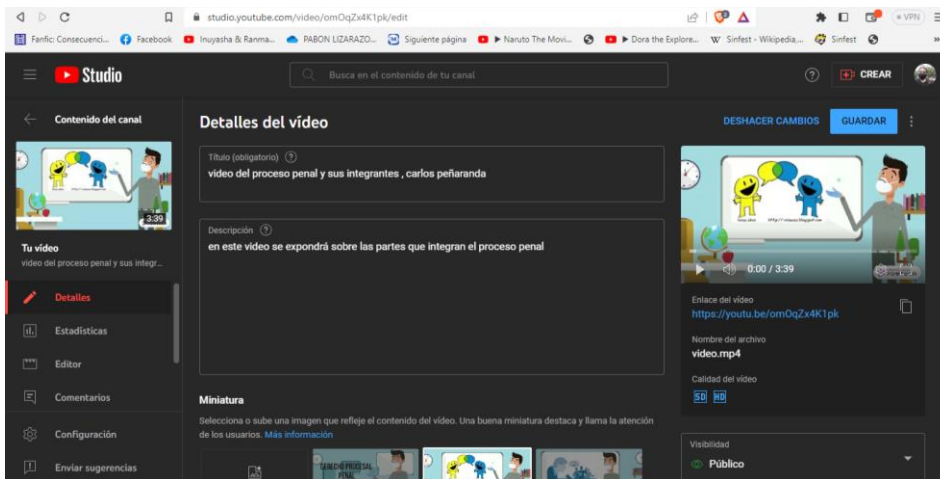 studio.youtube.com/video/omOqZx4K1pk/edit
VPN
Fanfic: Consecuenci...
Facebook
Inuyasha & Ranma...
PABON LIZARAZO...
Siguiente página
Naruto The Movi...
Dora the Explore...
Sinfest - Wikipedia,...
Sinfest
Studio
Busca en el contenido de tu canal
CREAR
Contenido del canal
3:39
Tu vídeo
video del proceso penal y sus integr...
Detalles
Estadísticas
Editor
Comentarios
Configuración
Enviar sugerencias
Detalles del vídeo
DESHACER CAMBIOS
GUARDAR
Título (obligatorio)
video del proceso penal y sus integrantes , carlos peñaranda
Descripción
en este video se expondrá sobre las partes que integran el proceso penal
Miniatura
Selecciona o sube una imagen que refleje el contenido del vídeo. Una buena miniatura destaca y llama la atención
de los usuarios. Más información
DERECHO PROCESAL
PENAL
0:00 / 3:39
Enlace del vídeo
https://youtu.be/omOqZx4K1pk
Nombre del archivo
video.mp4
Calidad del vídeo
SD HD
Visibilidad
Público